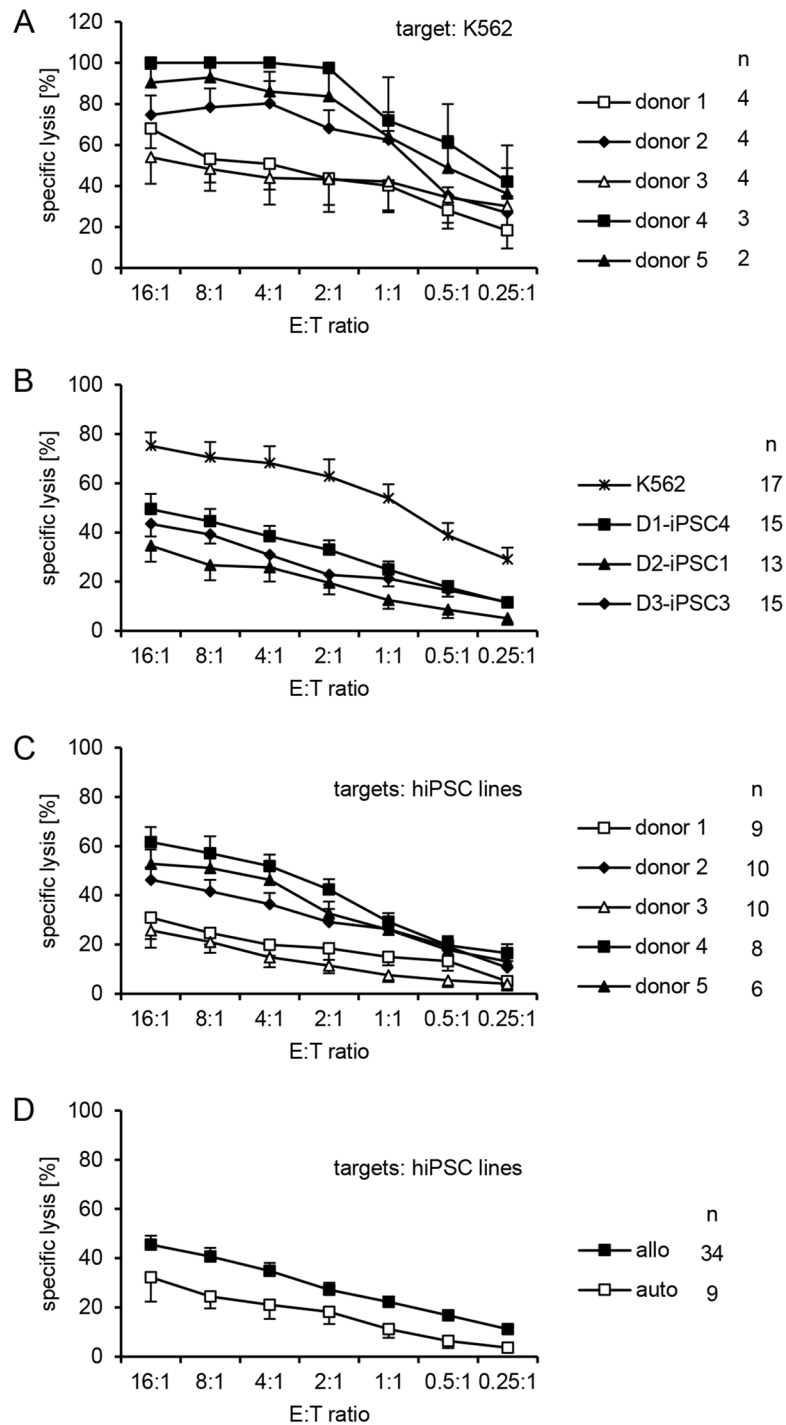 A
target: K562
specific lysis [%]
120
100
80
60
40
20
0
16:1 8:1 4:1 2:1 1:1 0.5:1 0.25:1
E:T ratio
n
donor 1 4
donor 2 4
donor 3 4
donor 4 3
donor 5 2
B
specific lysis [%]
100
80
60
40
20
0
16:1 8:1 4:1 2:1 1:1 0.5:1 0.25:1
E:T ratio
n
K562 17
D1-iPSC4 15
D2-iPSC1 13
D3-iPSC3 15
C
targets: hiPSC lines
specific lysis [%]
100
80
60
40
20
0
16:1 8:1 4:1 2:1 1:1 0.5:1 0.25:1
E:T ratio
n
donor 1 9
donor 2 10
donor 3 10
donor 4 8
donor 5 6
D
targets: hiPSC lines
specific lysis [%]
100
80
60
40
20
0
16:1 8:1 4:1 2:1 1:1 0.5:1 0.25:1
E:T ratio
n
allo 34
auto 9